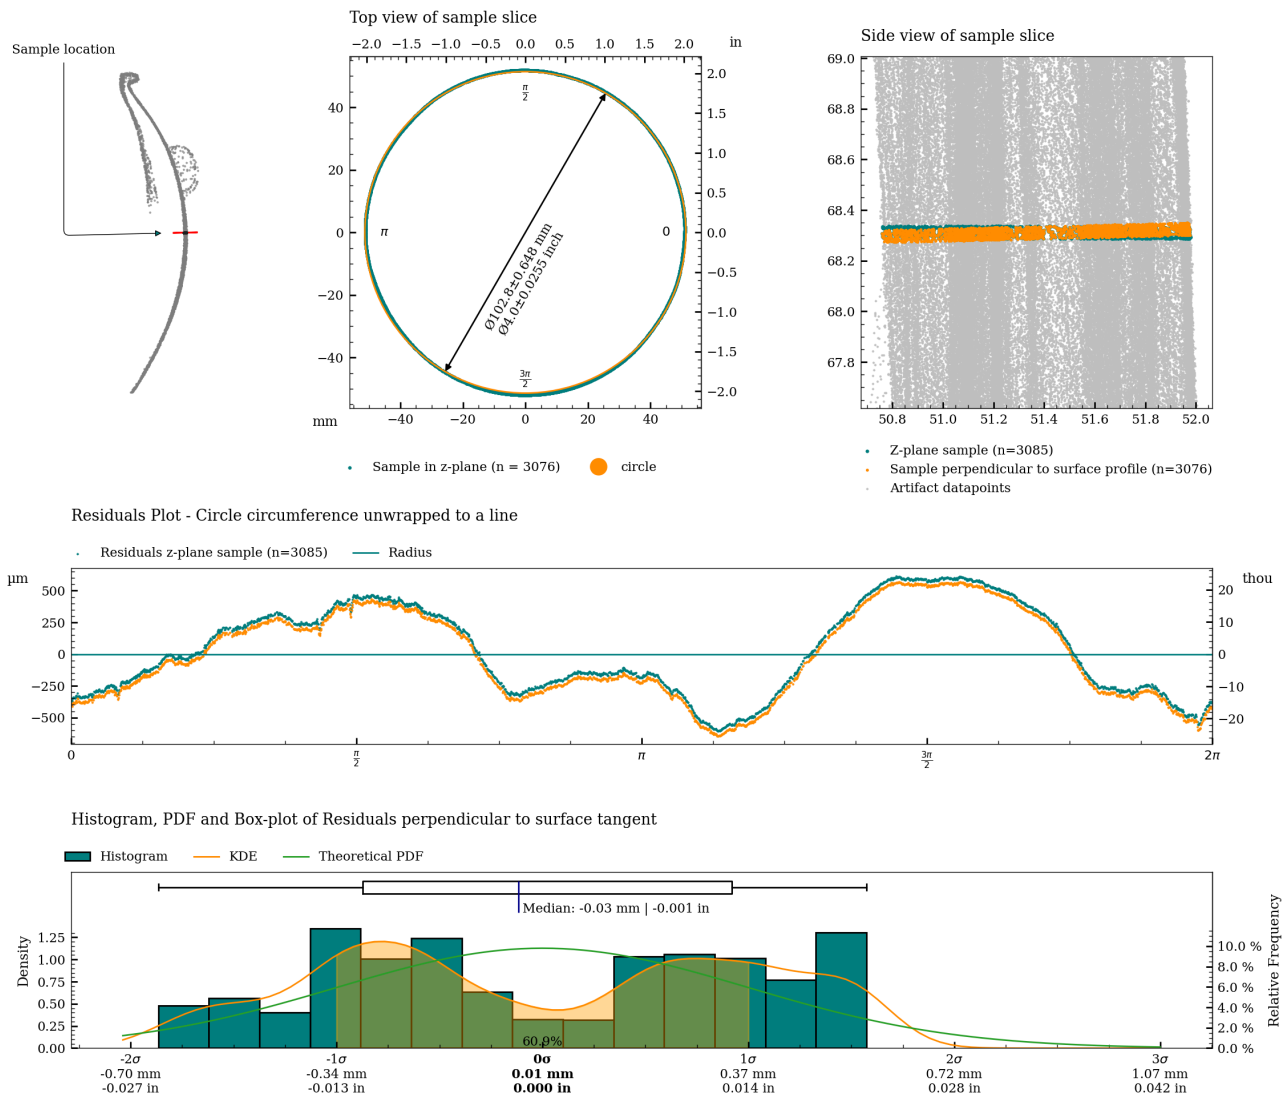 Sample location
Top view of sample slice
−2.0 −1.5 −1.0 −0.5 0.0 0.5 1.0 1.5 2.0 in
40
20
0
−20
−40
mm
−40 −20 0 20 40
2.0
1.5
1.0
0.5
0.0
−0.5
−1.0
−1.5
−2.0
π/2
π
0
3π/2
Ø102.8±0.648 mm
Ø4.0±0.0255 inch
Sample in z-plane (n = 3076) circle
Side view of sample slice
69.0
68.8
68.6
68.4
68.2
68.0
67.8
50.8 51.0 51.2 51.4 51.6 51.8 52.0
Z-plane sample (n=3085)
Sample perpendicular to surface profile (n=3076)
Artifact datapoints
Residuals Plot - Circle circumference unwrapped to a line
Residuals z-plane sample (n=3085) Radius
µm
500
250
0
−250
−500
thou
20
10
0
−10
−20
0 π/2 π 3π/2 2π
Histogram, PDF and Box-plot of Residuals perpendicular to surface tangent
Histogram KDE Theoretical PDF
Median: -0.03 mm | -0.001 in
Density
1.25
1.00
0.75
0.50
0.25
0.00
60.9%
Relative Frequency
10.0 %
8.0 %
6.0 %
4.0 %
2.0 %
0.0 %
-2σ -1σ 0σ 1σ 2σ 3σ
-0.70 mm -0.34 mm 0.01 mm 0.37 mm 0.72 mm 1.07 mm
-0.027 in -0.013 in 0.000 in 0.014 in 0.028 in 0.042 in